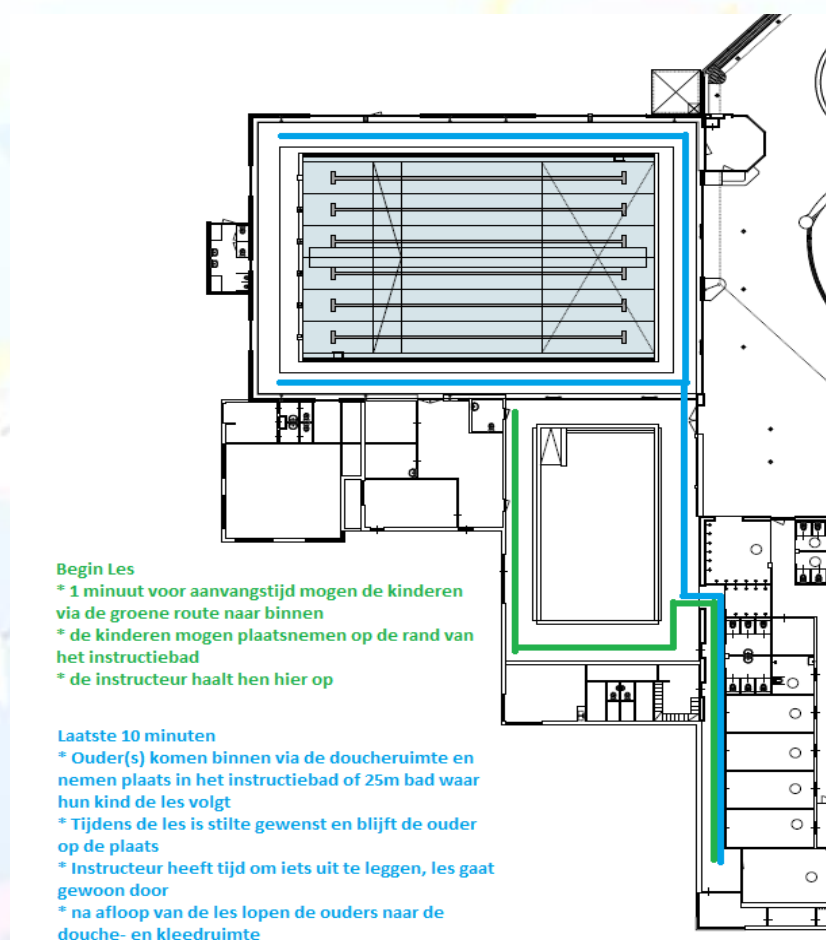 Begin Les
* 1 minuut voor aanvangstijd mogen de kinderen
via de groene route naar binnen
* de kinderen mogen plaatsnemen op de rand van
het instructiebad
* de instructeur haalt hen hier op
Laatste 10 minuten
* Ouder(s) komen binnen via de doucheruimte en
nemen plaats in het instructiebad of 25m bad waar
hun kind de les volgt
* Tijdens de les is stilte gewenst en blijft de ouder
op de plaats
* Instructeur heeft tijd om iets uit te leggen, les gaat
gewoon door
* na afloop van de les lopen de ouders naar de
douche- en kleedruimte